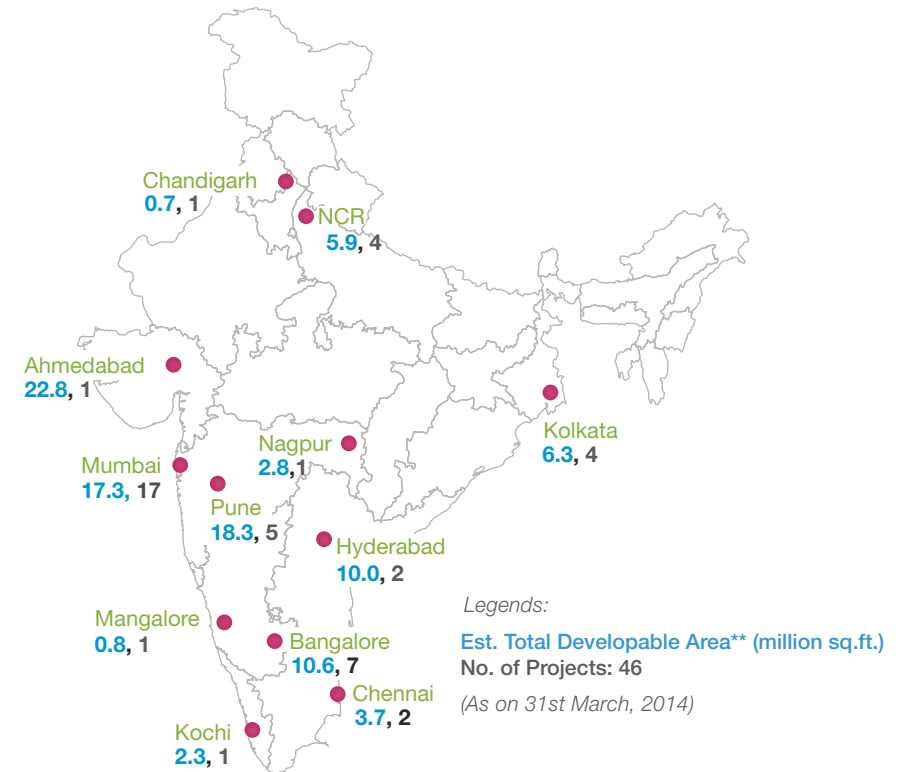 Chandigarh
0.7, 1
NCR
5.9, 4
Ahmedabad
22.8, 1
Kolkata
6.3, 4
Nagpur
2.8,1
Mumbai
17.3, 17
Pune
18.3, 5
Hyderabad
10.0, 2
Mangalore
0.8, 1
Bangalore
10.6, 7
Chennai
3.7, 2
Kochi
2.3, 1
Legends:
Est. Total Developable Area** (million sq.ft.)
No. of Projects: 46
(As on 31st March, 2014)